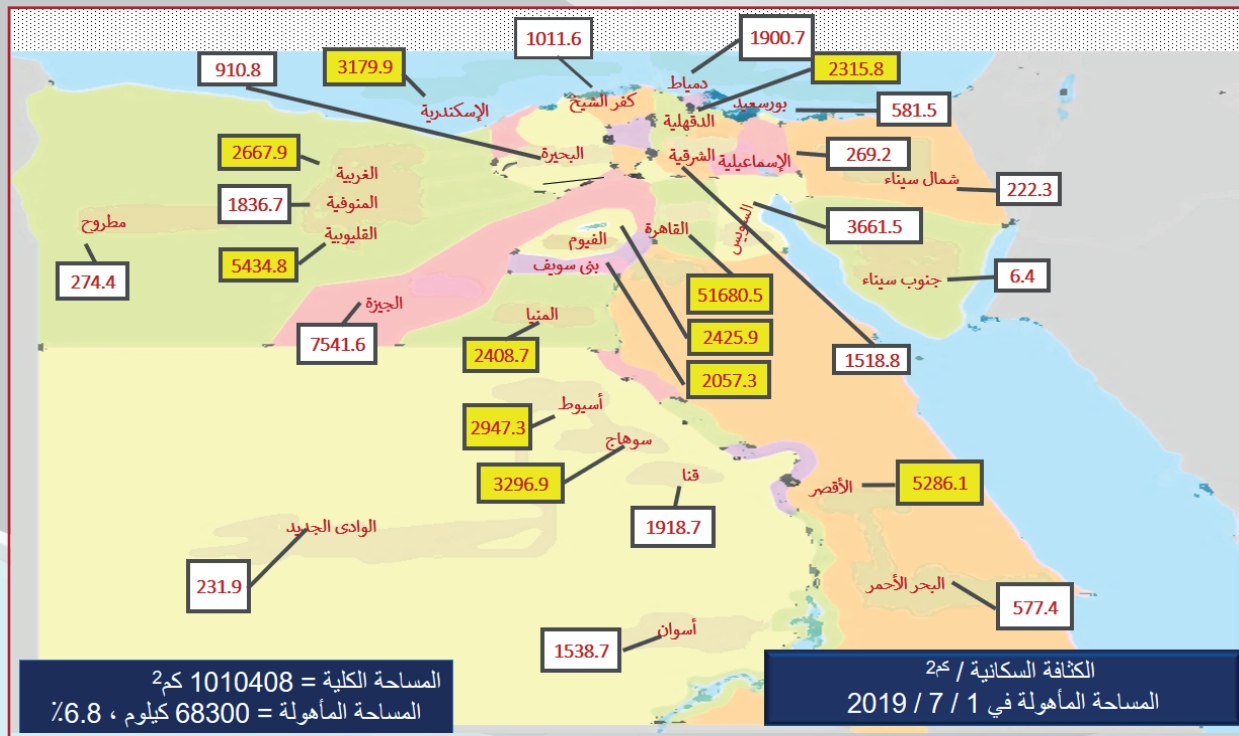 1011.6
1900.7
910.8
3179.9
2315.8
دمياط
كفر الشيخ
بورسعيد
الإسكندرية
581.5
الدقهلية
2667.9
البحيرة
الشرقية
الإسماعيلية
269.2
الغربية
شمال سيناء
222.3
1836.7
المنوفية
مطروح
القليوبية
القاهرة
السويس
3661.5
الفيوم
5434.8
بنى سويف
274.4
جنوب سيناء
6.4
الجيزة
51680.5
المنيا
7541.6
2425.9
2408.7
1518.8
2057.3
أسيوط
2947.3
سوهاج
3296.9
قنا
الأقصر
5286.1
1918.7
الوادى الجديد
231.9
البحر الأحمر
577.4
أسوان
1538.7
المساحة الكلية = 1010408 كم2
المساحة المأهولة = 68300 كيلوم ، 6.8٪
الكثافة السكانية / كم2
المساحة المأهولة في 1 / 7 / 2019